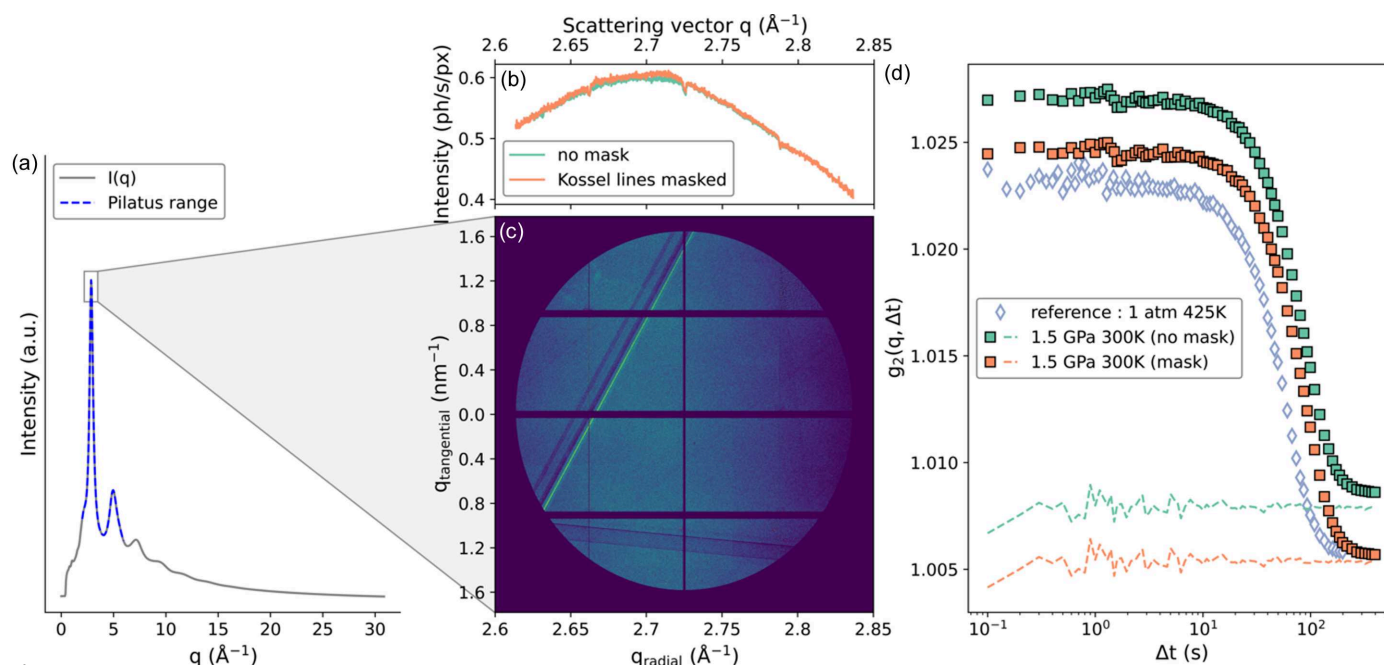 (a)
I(q)
Pilatus range
Intensity (a.u.)
0 5 10 15 20 25 30
q (Å⁻¹)
Scattering vector q (Å⁻¹)
2.6 2.65 2.7 2.75 2.8 2.85
(b)
Intensity (ph/s/px)
0.6
0.5
0.4
no mask
Kossel lines masked
(c)
q_tangential (nm⁻¹)
1.6
1.2
0.8
0.4
0.0
0.4
0.8
1.2
1.6
2.6 2.65 2.7 2.75 2.8 2.85
q_radial (Å⁻¹)
(d)
g₂(q, Δt)
1.025
1.020
1.015
1.010
1.005
reference : 1 atm 425K
1.5 GPa 300K (no mask)
1.5 GPa 300K (mask)
10⁻¹ 10⁰ 10¹ 10²
Δt (s)